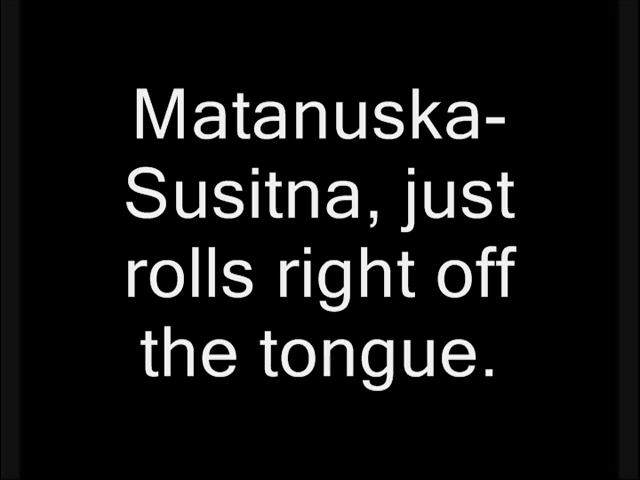 Matanuska-
Susitna, just
rolls right off
the tongue.